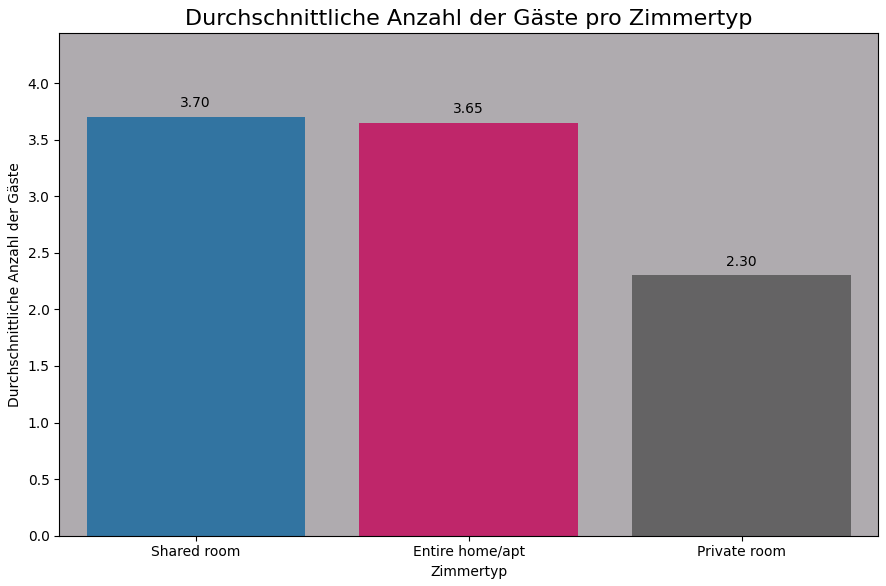 Durchschnittliche Anzahl der Gäste pro Zimmertyp
Durchschnittliche Anzahl der Gäste
4.0
3.5
3.0
2.5
2.0
1.5
1.0
0.5
0.0
3.70
3.65
2.30
Shared room
Entire home/apt
Private room
Zimmertyp